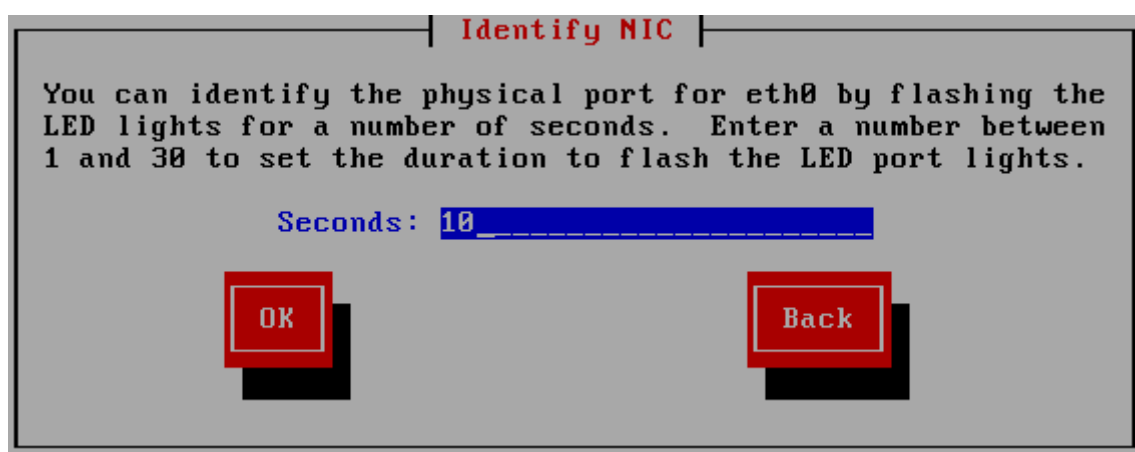 Identify NIC
You can identify the physical port for eth0 by flashing the
LED lights for a number of seconds.  Enter a number between
1 and 30 to set the duration to flash the LED port lights.
Seconds: 10_____________________
OK
Back